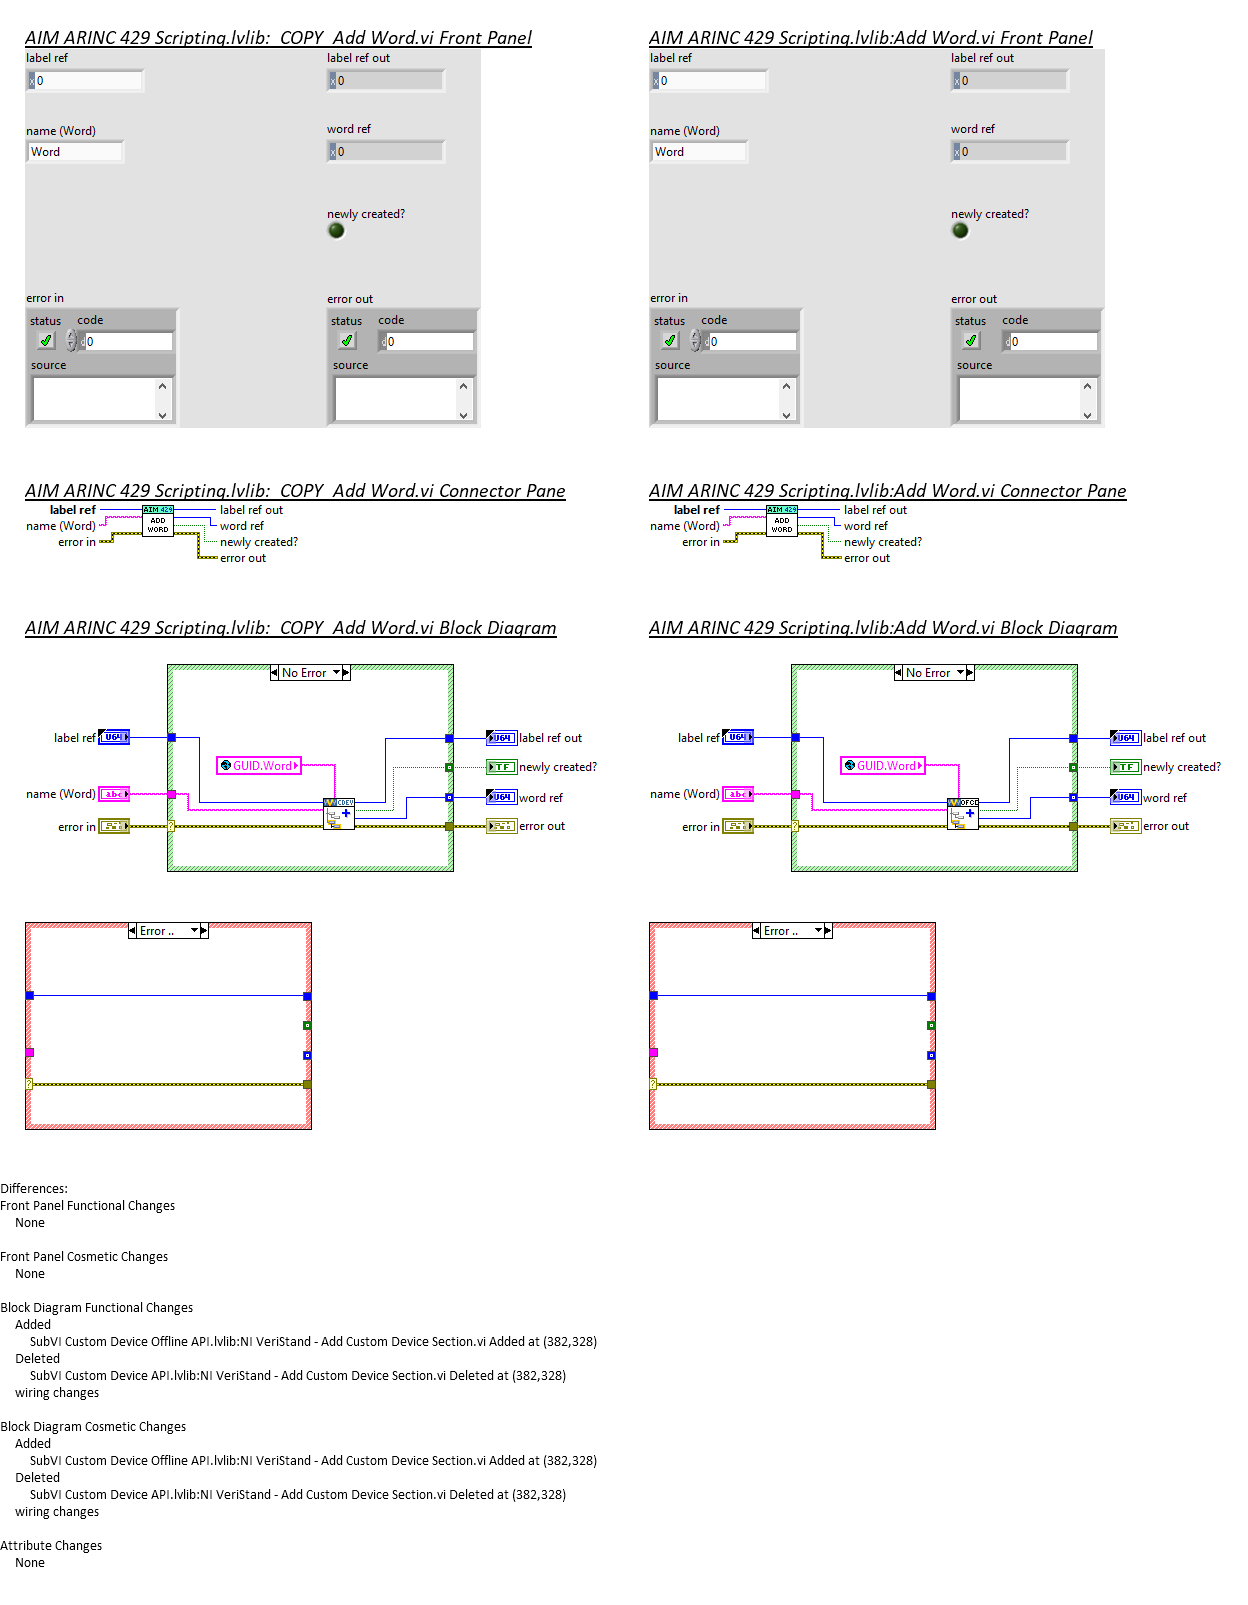 AIM ARINC 429 Scripting.lvlib:_COPY_Add Word.vi Front Panel
label ref
label ref out
x 0
x 0
name (Word)
word ref
Word
x 0
newly created?
error in
error out
status code
status code
d 0
d 0
source
source
AIM ARINC 429 Scripting.lvlib:Add Word.vi Front Panel
label ref
label ref out
x 0
x 0
name (Word)
word ref
Word
x 0
newly created?
error in
error out
status code
status code
d 0
d 0
source
source
AIM ARINC 429 Scripting.lvlib:_COPY_Add Word.vi Connector Pane
label ref
AIM 429
label ref out
name (Word)
ADD
WORD
word ref
error in
newly created?
error out
AIM ARINC 429 Scripting.lvlib:Add Word.vi Connector Pane
label ref
AIM 429
label ref out
name (Word)
ADD
WORD
word ref
error in
newly created?
error out
AIM ARINC 429 Scripting.lvlib:_COPY_Add Word.vi Block Diagram
No Error
label ref
U64
U64
label ref out
GUID.Word
TF
newly created?
name (Word)
abc
CDEV
U64
word ref
error in
?
error out
Error ..
?
AIM ARINC 429 Scripting.lvlib:Add Word.vi Block Diagram
No Error
label ref
U64
U64
label ref out
GUID.Word
TF
newly created?
name (Word)
abc
U64
word ref
error in
?
error out
Error ..
?
Differences:
Front Panel Functional Changes
None
Front Panel Cosmetic Changes
None
Block Diagram Functional Changes
Added
SubVI Custom Device Offline API.lvlib:NI VeriStand - Add Custom Device Section.vi Added at (382,328)
Deleted
SubVI Custom Device API.lvlib:NI VeriStand - Add Custom Device Section.vi Deleted at (382,328)
wiring changes
Block Diagram Cosmetic Changes
Added
SubVI Custom Device Offline API.lvlib:NI VeriStand - Add Custom Device Section.vi Added at (382,328)
Deleted
SubVI Custom Device API.lvlib:NI VeriStand - Add Custom Device Section.vi Deleted at (382,328)
wiring changes
Attribute Changes
None